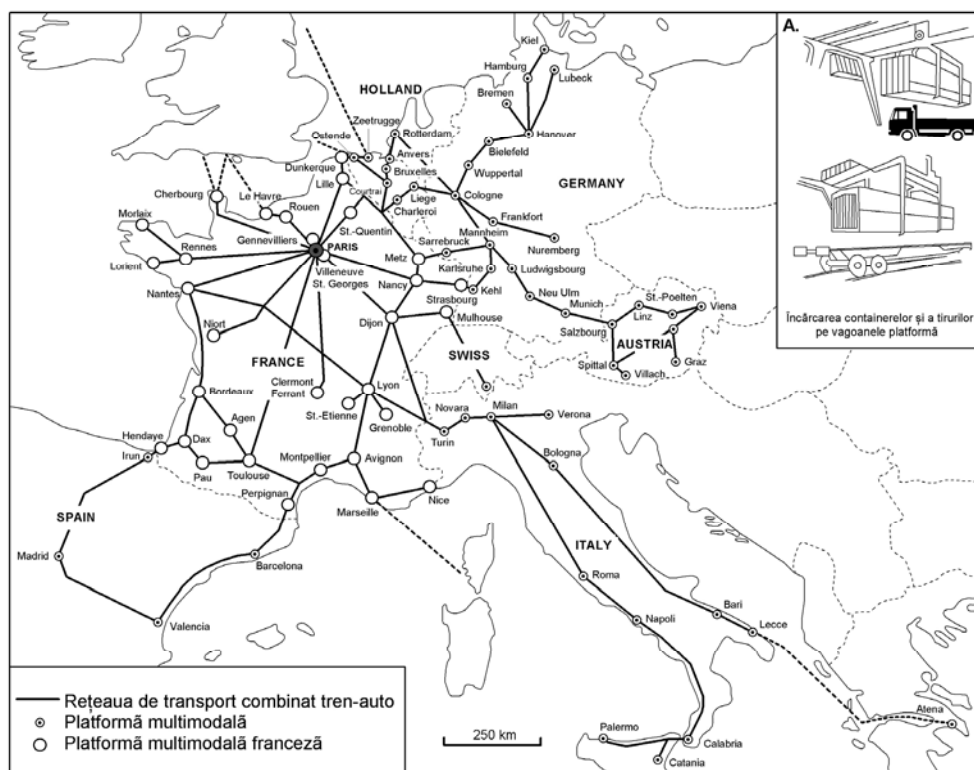 A.
Kiel
Hamburg
Lubeck
Bremen
HOLLAND
Zeetrugge
Rotterdam
Hanover
Ostende
Anvers
Bielefeld
Dunkerque
Bruxelles
Wuppertal
GERMANY
Lille
Courtrai
Liege
Cologne
Cherbourg
Le Havre
Rouen
Charleroi
Frankfort
Morlaix
St.-Quentin
Mannheim
Gennevilliers
PARIS
Sarrebruck
Nuremberg
Rennes
Metz
Lorient
Villeneuve
St. Georges
Karlsruhe
Ludwigsbourg
Nancy
Kehl
Nantes
Strasbourg
Neu Ulm
Mulhouse
Munich
St.-Poelten
Viena
Linz
Niort
Dijon
Salzbourg
AUSTRIA
FRANCE
SWISS
Spittal
Graz
Villach
Clermont
Ferrant
Lyon
Bordeaux
St.-Etienne
Grenoble
Novara
Milan
Verona
Agen
Turin
Hendaye
Dax
Montpellier
Avignon
Bologna
Irun
Pau
Toulouse
Perpignan
Nice
Marseille
SPAIN
ITALY
Madrid
Barcelona
Roma
Valencia
Napoli
Bari
Lecce
Atena
Palermo
Calabria
Catania
250 km
Încărcarea containerelor și a tirurilor
pe vagoanele platformă
Rețeaua de transport combinat tren-auto
Platformă multimodală
Platformă multimodală franceză